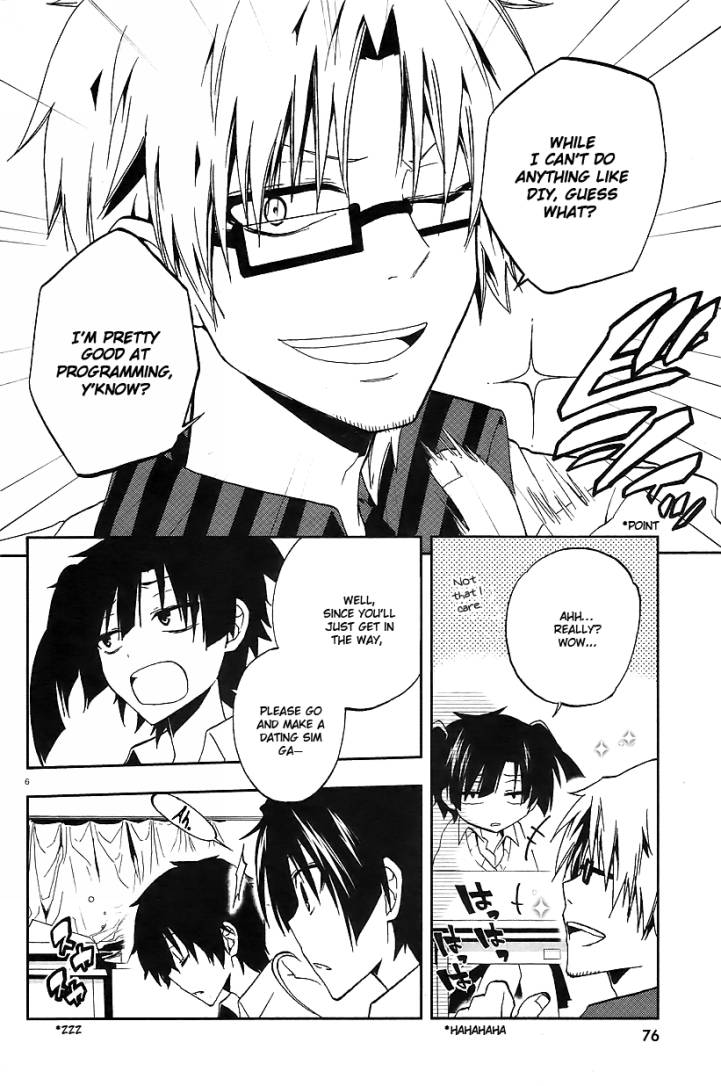 WHILE
I CAN'T DO
ANYTHING LIKE
DIY, GUESS
WHAT?
I'M PRETTY
GOOD AT
PROGRAMMING,
Y'KNOW?
*POINT
Not
that I
care
AHH...
REALLY?
WOW...
はっ
はっ
はっ
はっ
*HAHAHAHA
WELL,
SINCE YOU'LL
JUST GET IN
THE WAY,
PLEASE GO
AND MAKE A
DATING SIM
GA—
6
Ah.
*ZZZ
76